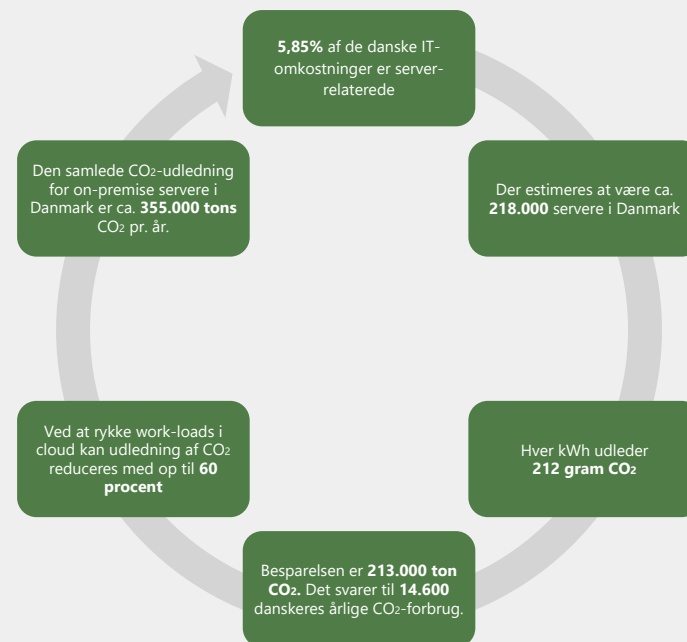 5,85% af de danske IT-
omkostninger er server-
relaterede
Der estimeres at være ca.
218.000 servere i Danmark
Hver kWh udleder
212 gram CO2
Besparelsen er 213.000 ton
CO2. Det svarer til 14.600
danskeres årlige CO2-forbrug.
Ved at rykke work-loads i
cloud kan udledning af CO2
reduceres med op til 60
procent
Den samlede CO2-udledning
for on-premise servere i
Danmark er ca. 355.000 tons
CO2 pr. år.